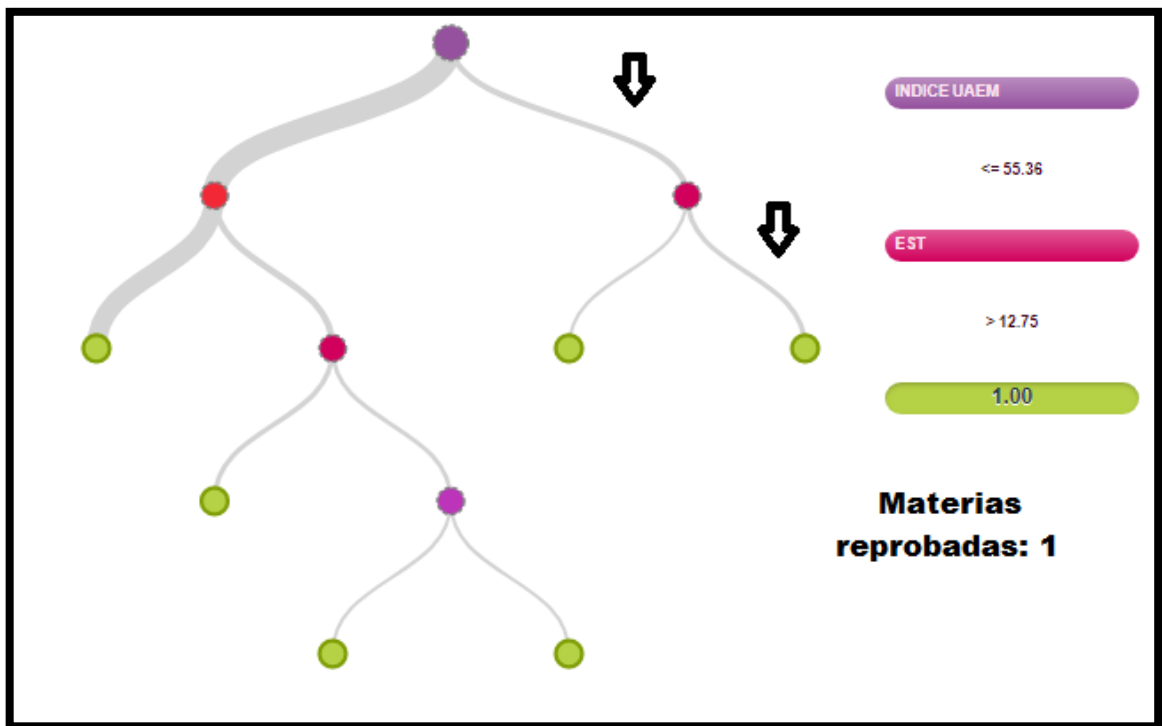 INDICE UAEM
<= 55.36
EST
> 12.75
1.00
Materias
reprobadas: 1